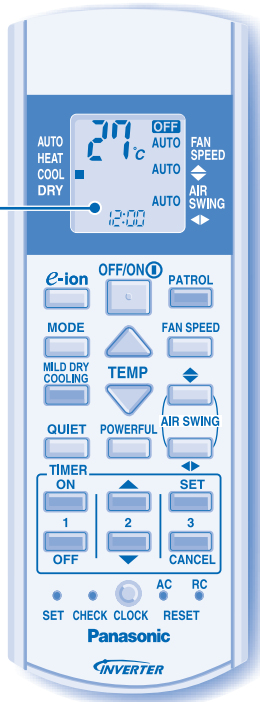 OFF
27°C
AUTO
HEAT
COOL
DRY
AUTO
AUTO
AUTO
FAN
SPEED
AIR
SWING
12:00
e-ion
OFF/ON
PATROL
MODE
FAN SPEED
MILD DRY
COOLING
TEMP
AIR SWING
QUIET
POWERFUL
TIMER
ON
SET
1
2
3
OFF
CANCEL
AC
RC
SET
CHECK
CLOCK
RESET
Panasonic
INVERTER